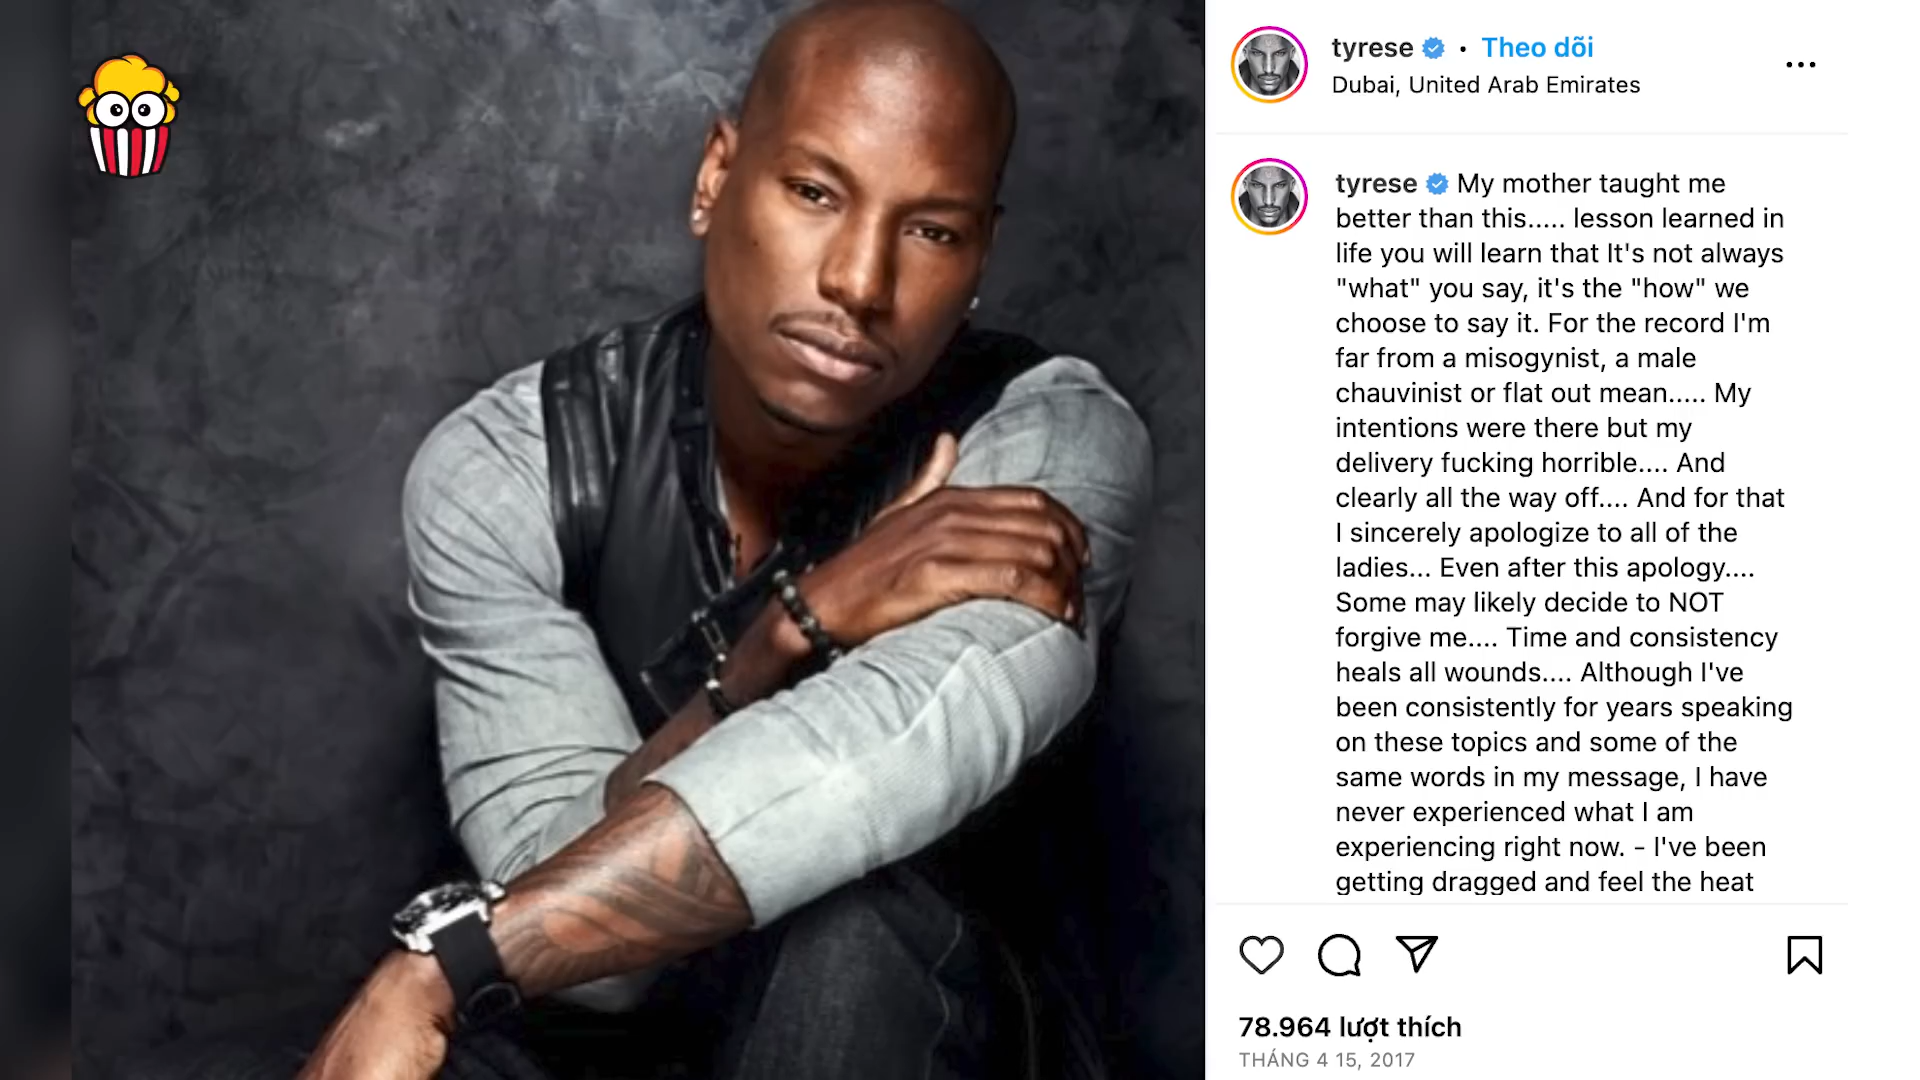 tyrese • Theo dõi
Dubai, United Arab Emirates
tyrese My mother taught me
better than this..... lesson learned in
life you will learn that It's not always
"what" you say, it's the "how" we
choose to say it. For the record I'm
far from a misogynist, a male
chauvinist or flat out mean..... My
intentions were there but my
delivery fucking horrible.... And
clearly all the way off.... And for that
I sincerely apologize to all of the
ladies... Even after this apology....
Some may likely decide to NOT
forgive me.... Time and consistency
heals all wounds.... Although I've
been consistently for years speaking
on these topics and some of the
same words in my message, I have
never experienced what I am
experiencing right now. - I've been
getting dragged and feel the heat
78.964 lượt thích
THÁNG 4 15, 2017